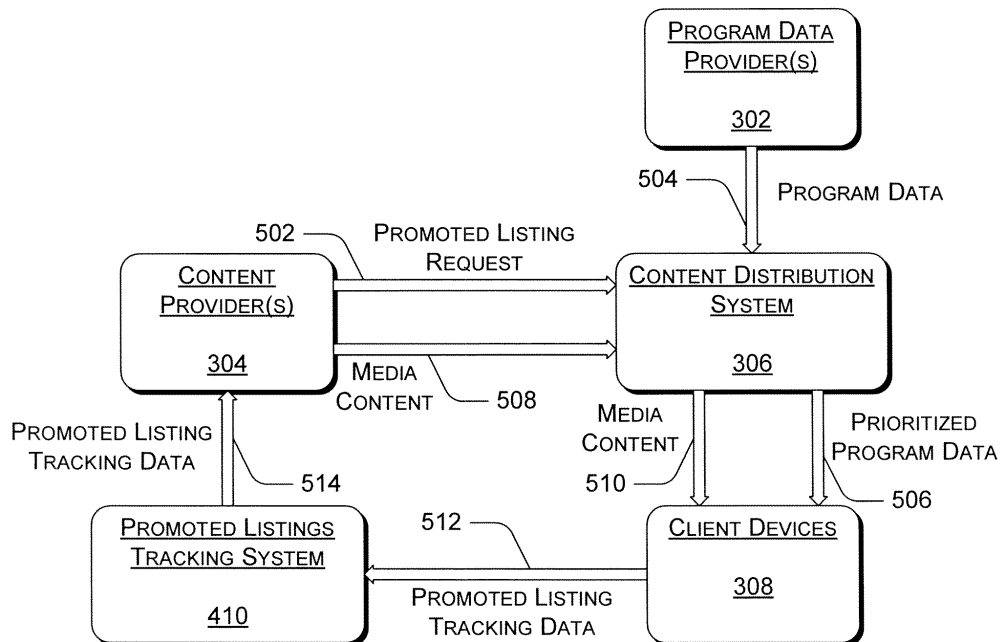 PROGRAM DATA
PROVIDER(S)
302
504
PROGRAM DATA
502
PROMOTED LISTING
REQUEST
CONTENT
PROVIDER(S)
304
CONTENT DISTRIBUTION
SYSTEM
306
MEDIA
CONTENT
508
PROMOTED LISTING
TRACKING DATA
514
MEDIA
CONTENT
510
PRIORITIZED
PROGRAM DATA
506
PROMOTED LISTINGS
TRACKING SYSTEM
410
512
PROMOTED LISTING
TRACKING DATA
CLIENT DEVICES
308